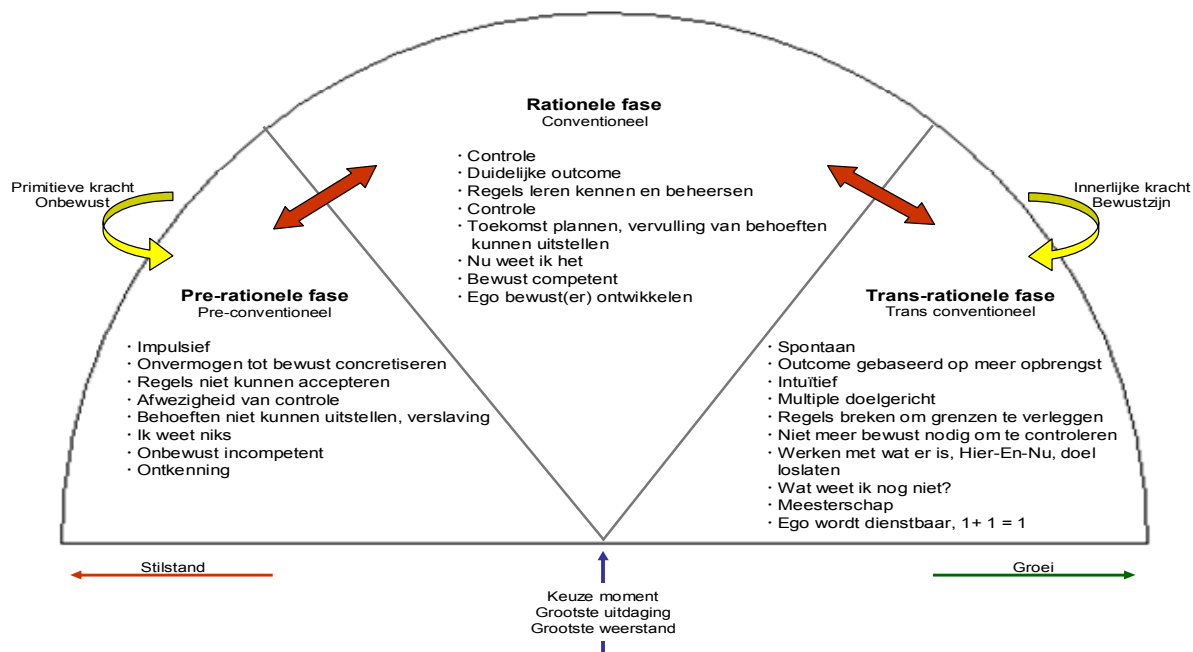 Rationele fase
Conventioneel
· Controle
· Duidelijke outcome
· Regels leren kennen en beheersen
· Controle
· Toekomst plannen, vervulling van behoeften
kunnen uitstellen
· Nu weet ik het
· Bewust competent
· Ego bewust(er) ontwikkelen
Primitieve kracht
Onbewust
Innerlijke kracht
Bewustzijn
Pre-rationele fase
Pre-conventioneel
· Impulsief
· Onvermogen tot bewust concretiseren
· Regels niet kunnen accepteren
· Afwezigheid van controle
· Behoeften niet kunnen uitstellen, verslaving
· Ik weet niks
· Onbewust incompetent
· Ontkenning
Trans-rationele fase
Trans conventioneel
· Spontaan
· Outcome gebaseerd op meer opbrengst
· Intuïtief
· Multiple doelgericht
· Regels breken om grenzen te verleggen
· Niet meer bewust nodig om te controleren
· Werken met wat er is, Hier-En-Nu, doel
loslaten
· Wat weet ik nog niet?
· Meesterschap
· Ego wordt dienstbaar, 1+ 1 = 1
Stilstand
Groei
Keuze moment
Grootste uitdaging
Grootste weerstand